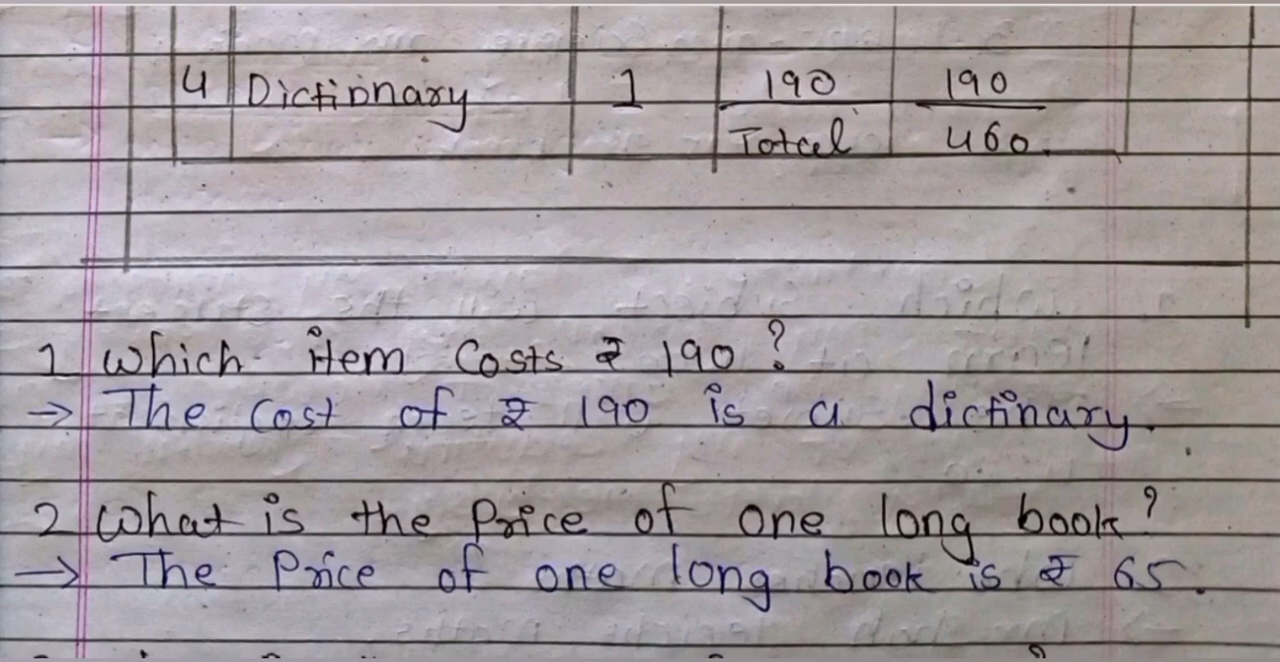 4 Dictionary 1 190 190
Total 460
1 Which item Costs ₹ 190 ?
→ The Cost of ₹ 190 is a dictinary.
2 What is the Price of one long book ?
→ The Price of one long book is ₹ 65.